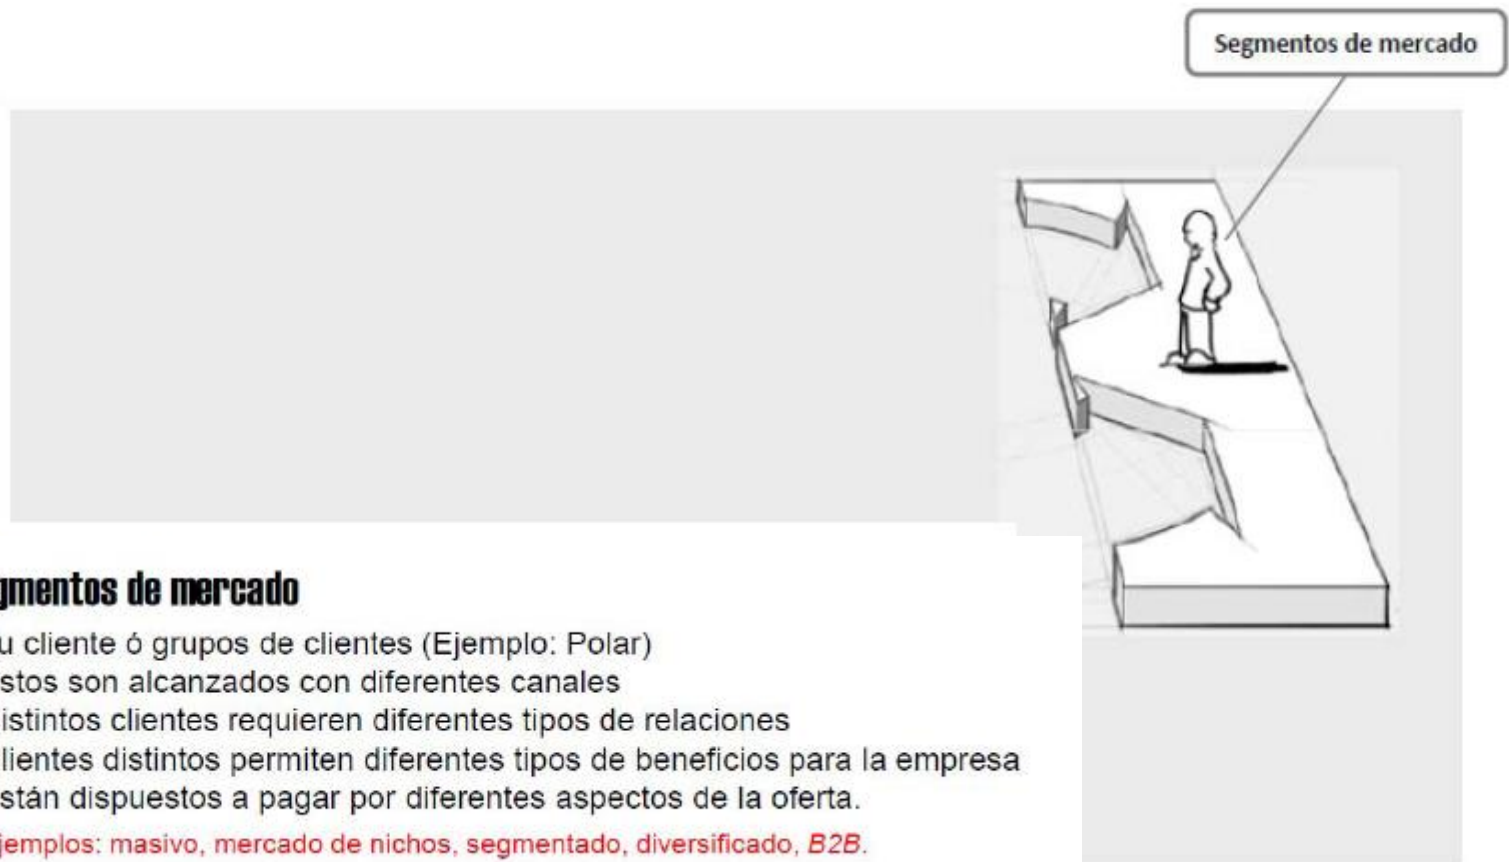 Segmentos de mercado
gmentos de mercado
u cliente ó grupos de clientes (Ejemplo: Polar)
stos son alcanzados con diferentes canales
istintos clientes requieren diferentes tipos de relaciones
lientes distintos permiten diferentes tipos de beneficios para la empresa
stán dispuestos a pagar por diferentes aspectos de la oferta.
jemplos: masivo, mercado de nichos, segmentado, diversificado, B2B.